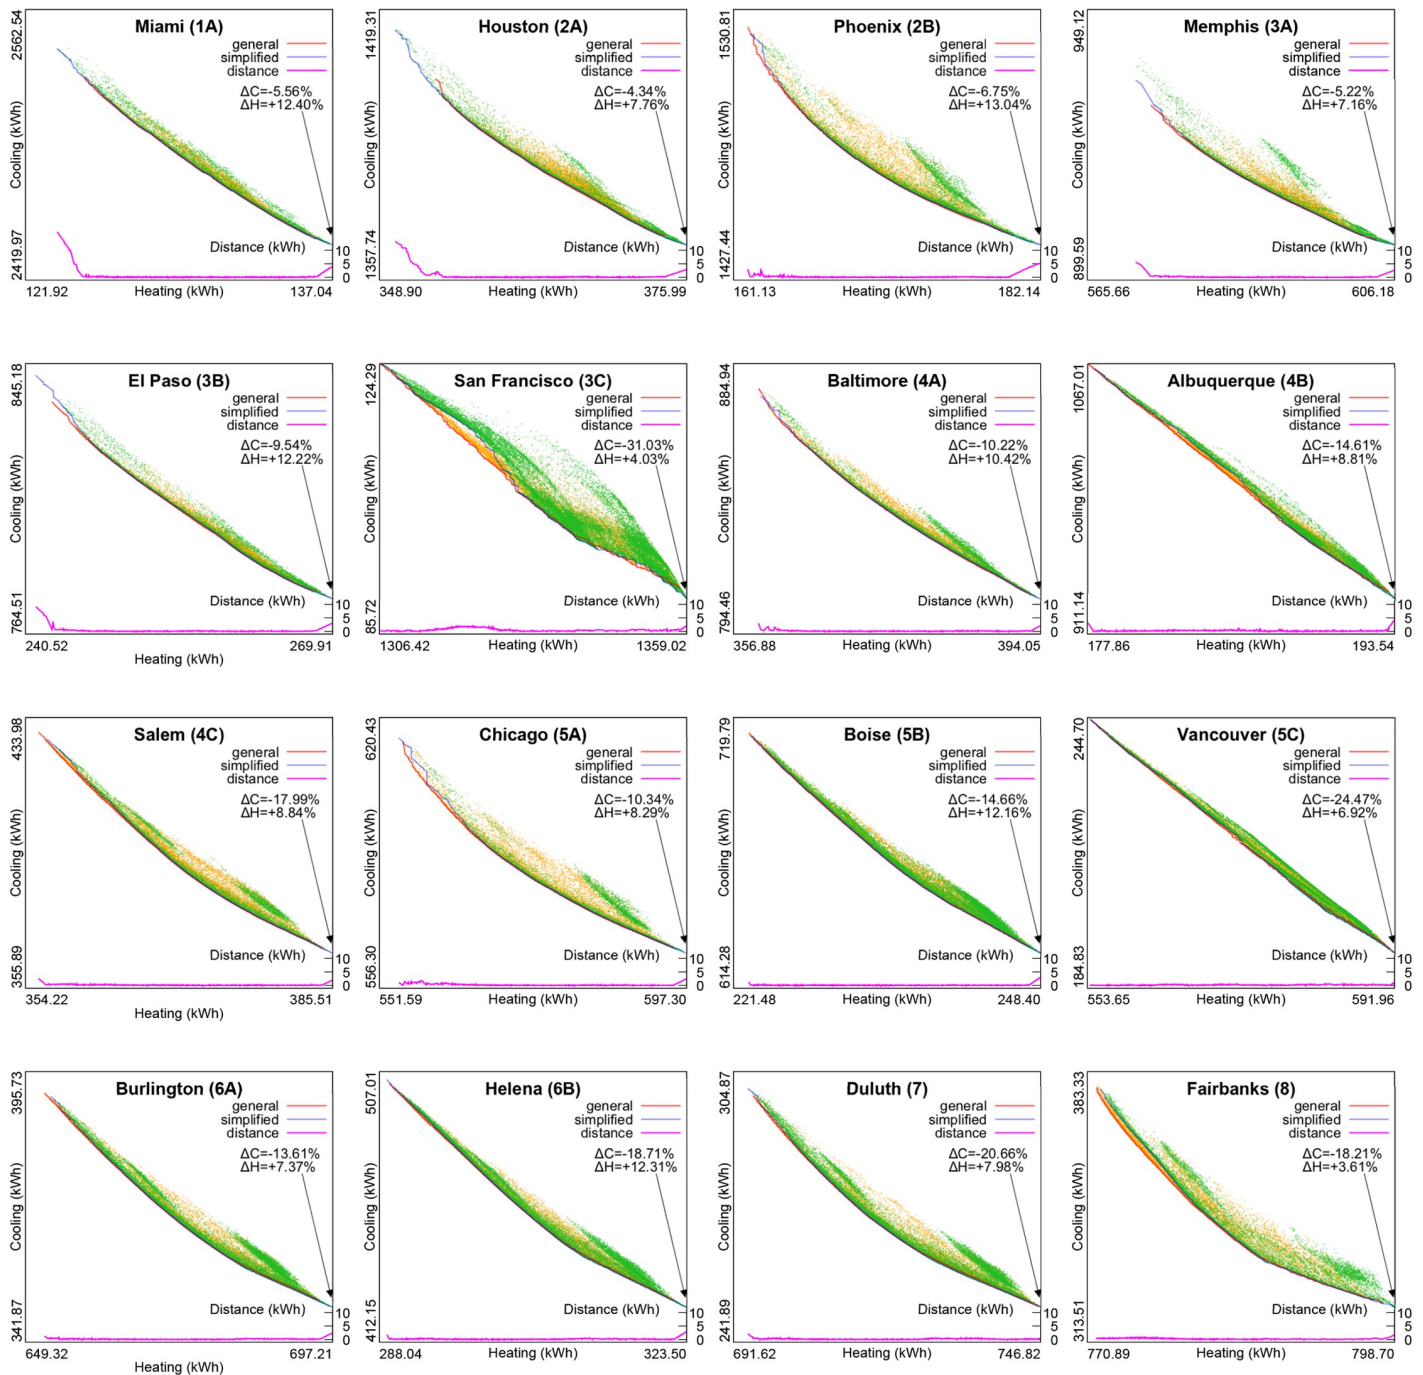 Miami (1A)
general
simplified
distance
ΔC=-5.56%
ΔH=+12.40%
2562.54
Cooling (kWh)
2419.97
Distance (kWh)
10
5
0
121.92
Heating (kWh)
137.04
Houston (2A)
general
simplified
distance
ΔC=-4.34%
ΔH=+7.76%
1419.31
Cooling (kWh)
1357.74
Distance (kWh)
10
5
0
348.90
Heating (kWh)
375.99
Phoenix (2B)
general
simplified
distance
ΔC=-6.75%
ΔH=+13.04%
1530.81
Cooling (kWh)
1427.44
Distance (kWh)
10
5
0
161.13
Heating (kWh)
182.14
Memphis (3A)
general
simplified
distance
ΔC=-5.22%
ΔH=+7.16%
949.12
Cooling (kWh)
899.59
Distance (kWh)
10
5
0
565.66
Heating (kWh)
606.18
El Paso (3B)
general
simplified
distance
ΔC=-9.54%
ΔH=+12.22%
845.18
Cooling (kWh)
764.51
Distance (kWh)
10
5
0
240.52
Heating (kWh)
269.91
San Francisco (3C)
general
simplified
distance
ΔC=-31.03%
ΔH=+4.03%
124.29
Cooling (kWh)
85.72
Distance (kWh)
10
5
0
1306.42
Heating (kWh)
1359.02
Baltimore (4A)
general
simplified
distance
ΔC=-10.22%
ΔH=+10.42%
884.94
Cooling (kWh)
794.46
Distance (kWh)
10
5
0
356.88
Heating (kWh)
394.05
Albuquerque (4B)
general
simplified
distance
ΔC=-14.61%
ΔH=+8.81%
1067.01
Cooling (kWh)
911.14
Distance (kWh)
10
5
0
177.86
Heating (kWh)
193.54
Salem (4C)
general
simplified
distance
ΔC=-17.99%
ΔH=+8.84%
433.98
Cooling (kWh)
355.89
Distance (kWh)
10
5
0
354.22
Heating (kWh)
385.51
Chicago (5A)
general
simplified
distance
ΔC=-10.34%
ΔH=+8.29%
620.43
Cooling (kWh)
556.30
Distance (kWh)
10
5
0
551.59
Heating (kWh)
597.30
Boise (5B)
general
simplified
distance
ΔC=-14.66%
ΔH=+12.16%
719.79
Cooling (kWh)
614.28
Distance (kWh)
10
5
0
221.48
Heating (kWh)
248.40
Vancouver (5C)
general
simplified
distance
ΔC=-24.47%
ΔH=+6.92%
244.70
Cooling (kWh)
184.83
Distance (kWh)
10
5
0
553.65
Heating (kWh)
591.96
Burlington (6A)
general
simplified
distance
ΔC=-13.61%
ΔH=+7.37%
395.73
Cooling (kWh)
341.87
Distance (kWh)
10
5
0
649.32
Heating (kWh)
697.21
Helena (6B)
general
simplified
distance
ΔC=-18.71%
ΔH=+12.31%
507.01
Cooling (kWh)
412.15
Distance (kWh)
10
5
0
288.04
Heating (kWh)
323.50
Duluth (7)
general
simplified
distance
ΔC=-20.66%
ΔH=+7.98%
304.87
Cooling (kWh)
241.89
Distance (kWh)
10
5
0
691.62
Heating (kWh)
746.82
Fairbanks (8)
general
simplified
distance
ΔC=-18.21%
ΔH=+3.61%
383.33
Cooling (kWh)
313.51
Distance (kWh)
10
5
0
770.89
Heating (kWh)
798.70